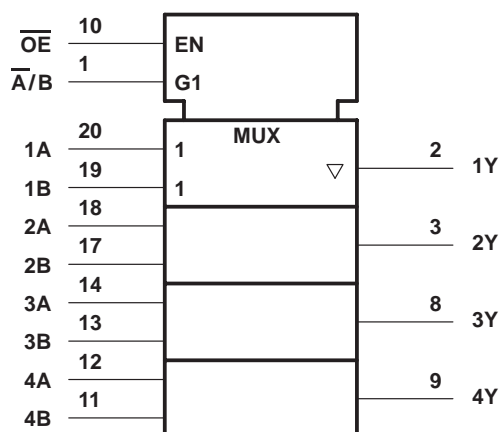 OE 10 EN
A/B 1 G1
MUX
1A 20 1
1B 19 1
▽ 2 1Y
2A 18
2B 17
3 2Y
3A 14
3B 13
8 3Y
4A 12
4B 11
9 4Y